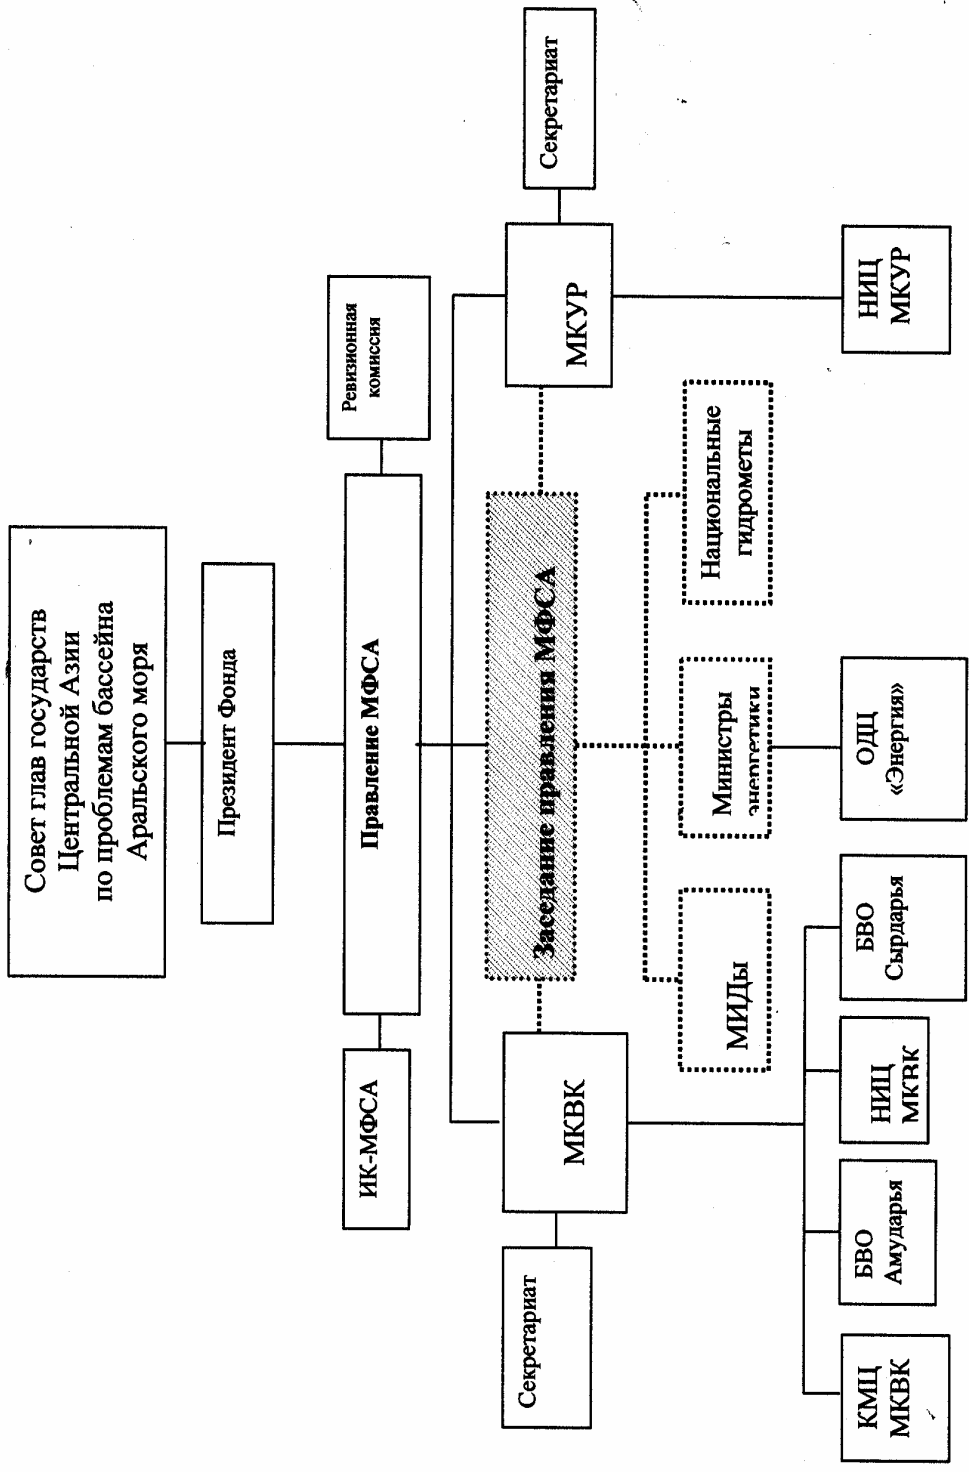 Совет глав государств
Центральной Азии
по проблемам бассейна
Аральского моря
Президент Фонда
ИК-МФСА
Правление МФСА
Ревизионная
комиссия
Секретариат
МКВК
Заседание правления МФСА
МКУР
Секретариат
МИДы
Министры
энергетики
Национальные
гидрометы
КМЦ
МКВК
БВО
Амударья
НИЦ
МКВК
БВО
Сырдарья
ОДЦ
«Энергия»
НИЦ
МКУР